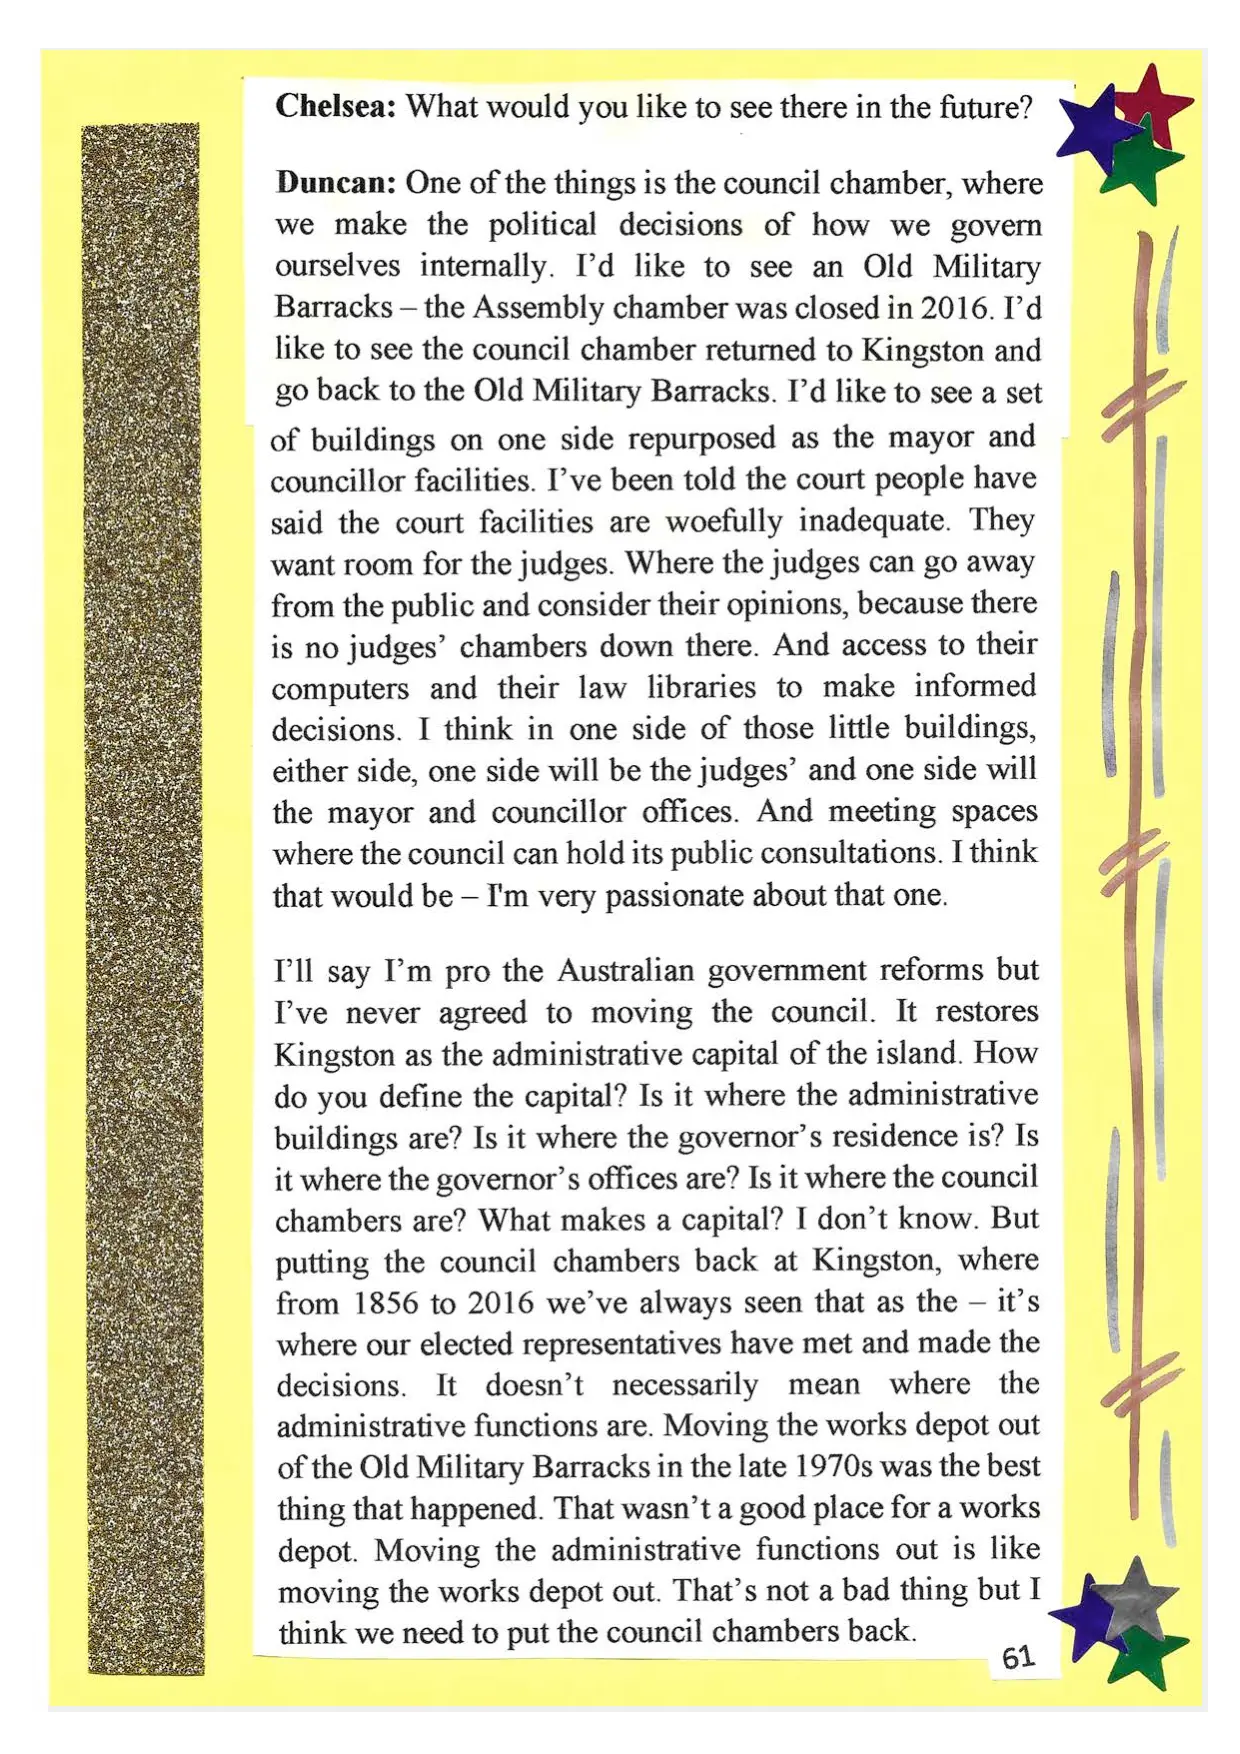 Chelsea: What would you like to see there in the future?
Duncan: One of the things is the council chamber, where
we make the political decisions of how we govern
ourselves internally. I’d like to see an Old Military
Barracks – the Assembly chamber was closed in 2016. I’d
like to see the council chamber returned to Kingston and
go back to the Old Military Barracks. I’d like to see a set
of buildings on one side repurposed as the mayor and
councillor facilities. I’ve been told the court people have
said the court facilities are woefully inadequate. They
want room for the judges. Where the judges can go away
from the public and consider their opinions, because there
is no judges’ chambers down there. And access to their
computers and their law libraries to make informed
decisions. I think in one side of those little buildings,
either side, one side will be the judges’ and one side will
the mayor and councillor offices. And meeting spaces
where the council can hold its public consultations. I think
that would be – I'm very passionate about that one.
I’ll say I’m pro the Australian government reforms but
I’ve never agreed to moving the council. It restores
Kingston as the administrative capital of the island. How
do you define the capital? Is it where the administrative
buildings are? Is it where the governor’s residence is? Is
it where the governor’s offices are? Is it where the council
chambers are? What makes a capital? I don’t know. But
putting the council chambers back at Kingston, where
from 1856 to 2016 we’ve always seen that as the – it’s
where our elected representatives have met and made the
decisions. It doesn’t necessarily mean where the
administrative functions are. Moving the works depot out
of the Old Military Barracks in the late 1970s was the best
thing that happened. That wasn’t a good place for a works
depot. Moving the administrative functions out is like
moving the works depot out. That’s not a bad thing but I
think we need to put the council chambers back.
61